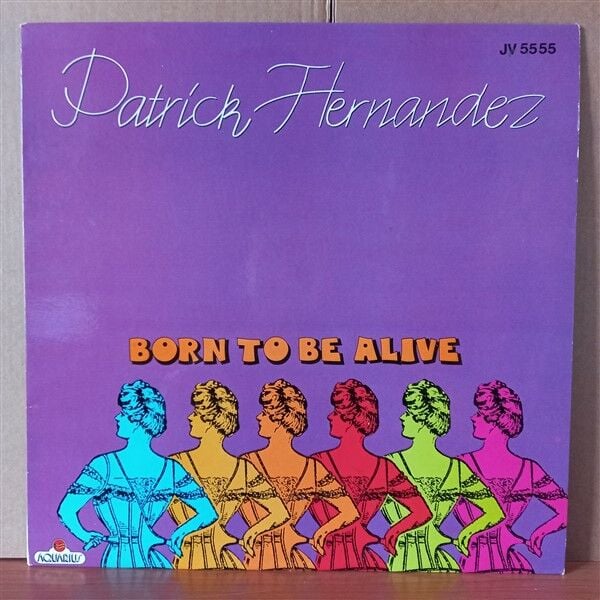 JV 5555
Patrick Hernandez
BORN TO BE ALIVE
AQUARIUS